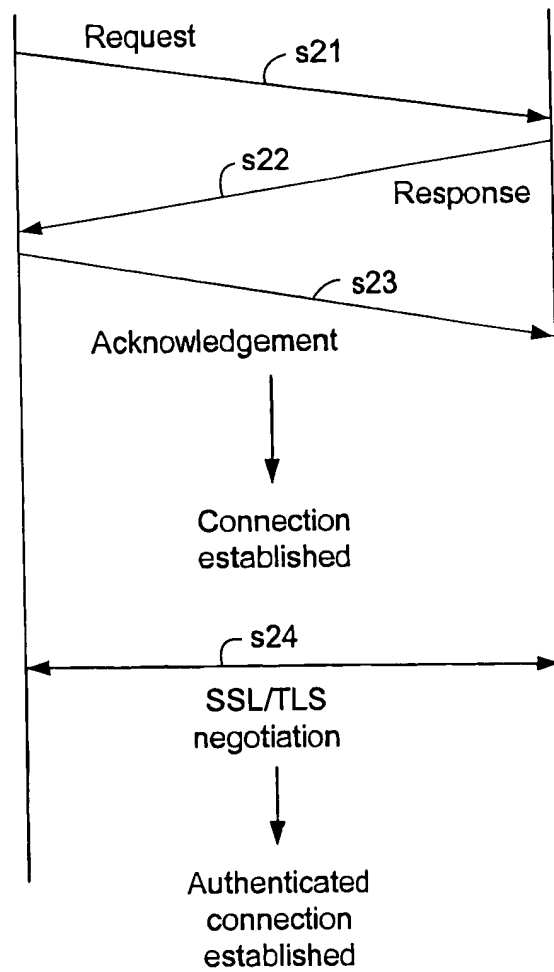 Request
s21
s22
Response
s23
Acknowledgement
Connection
established
s24
SSL/TLS
negotiation
Authenticated
connection
established